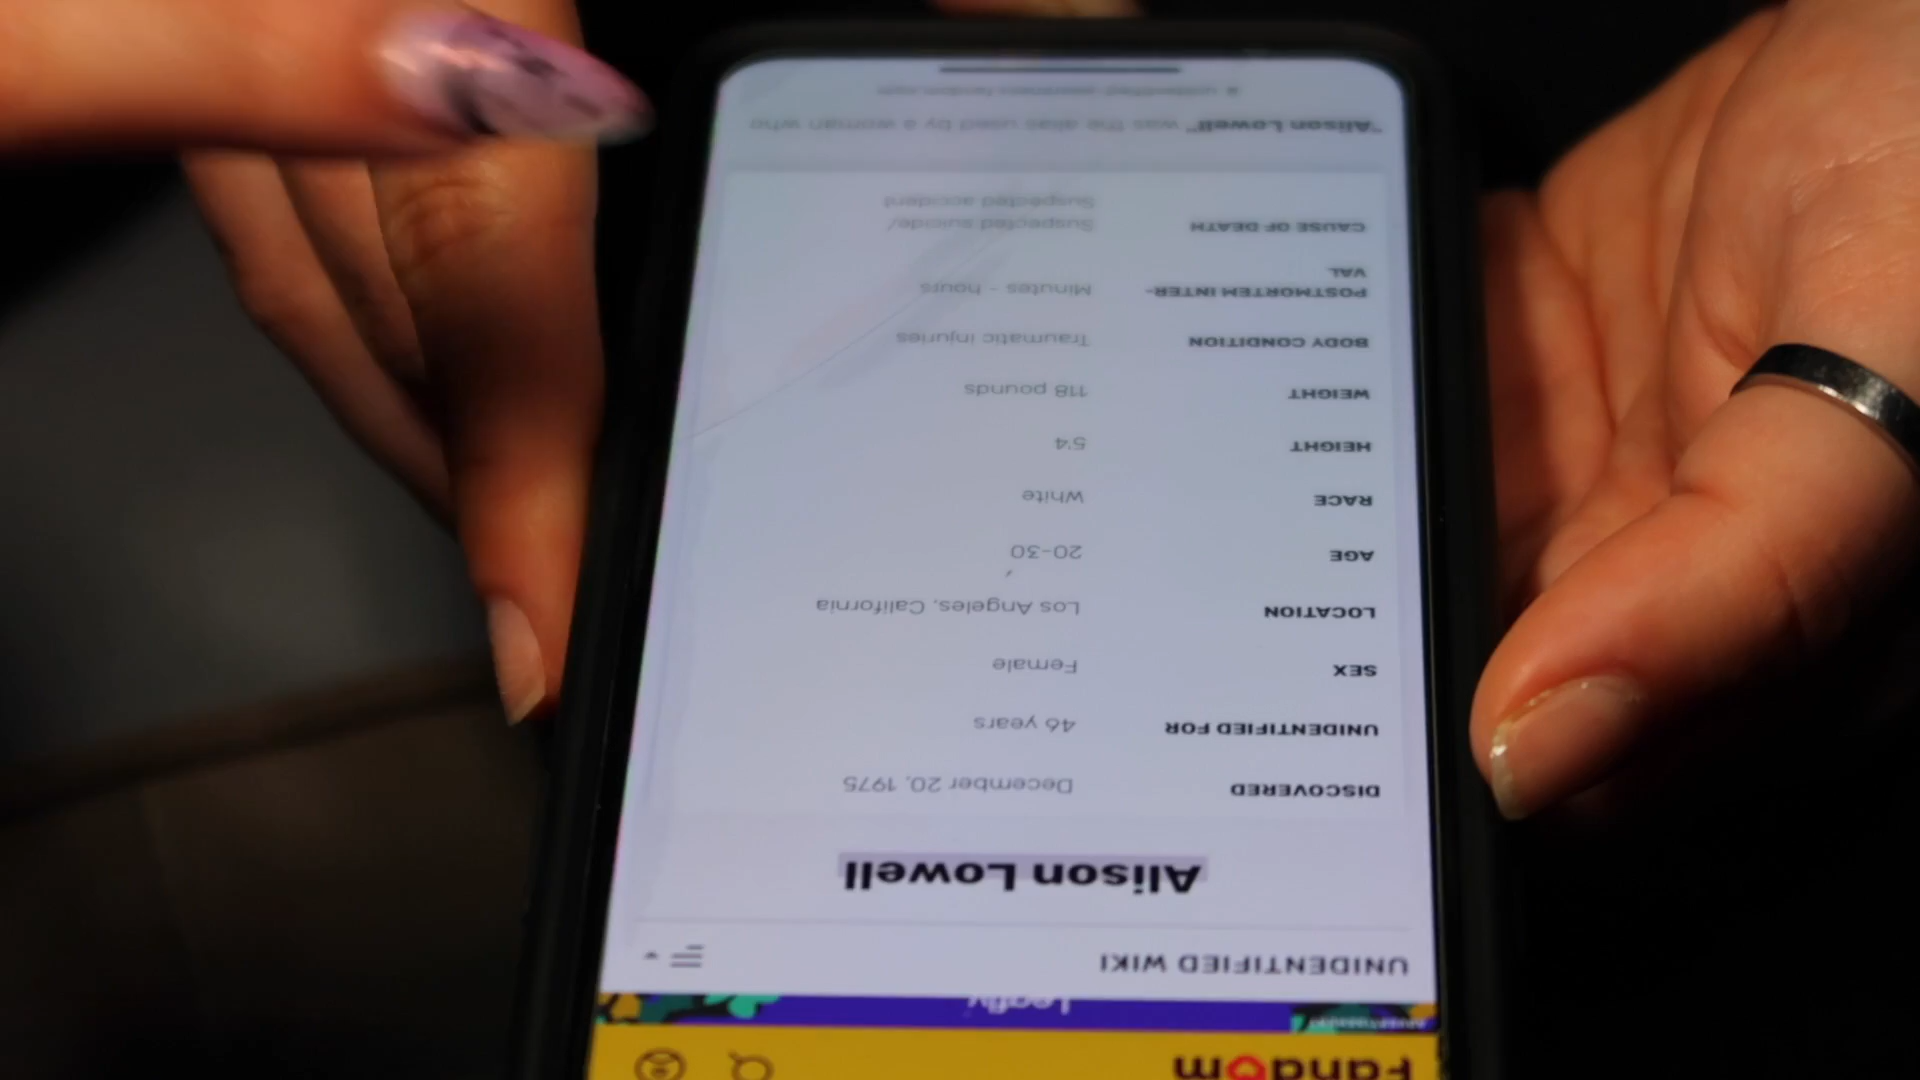 Fandom
Leafly
UNIDENTIFIED WIKI
Alison Lowell
DISCOVERED December 20, 1975
UNIDENTIFIED FOR 46 years
SEX Female
LOCATION Los Angeles, California
AGE 20-30
RACE White
HEIGHT 5'4
WEIGHT 118 pounds
BODY CONDITION Traumatic injuries
POSTMORTEM INTER- Minutes - hours
VAL
CAUSE OF DEATH Suspected suicide/
Suspected accident
"Alison Lowell" was the alias used by a woman who